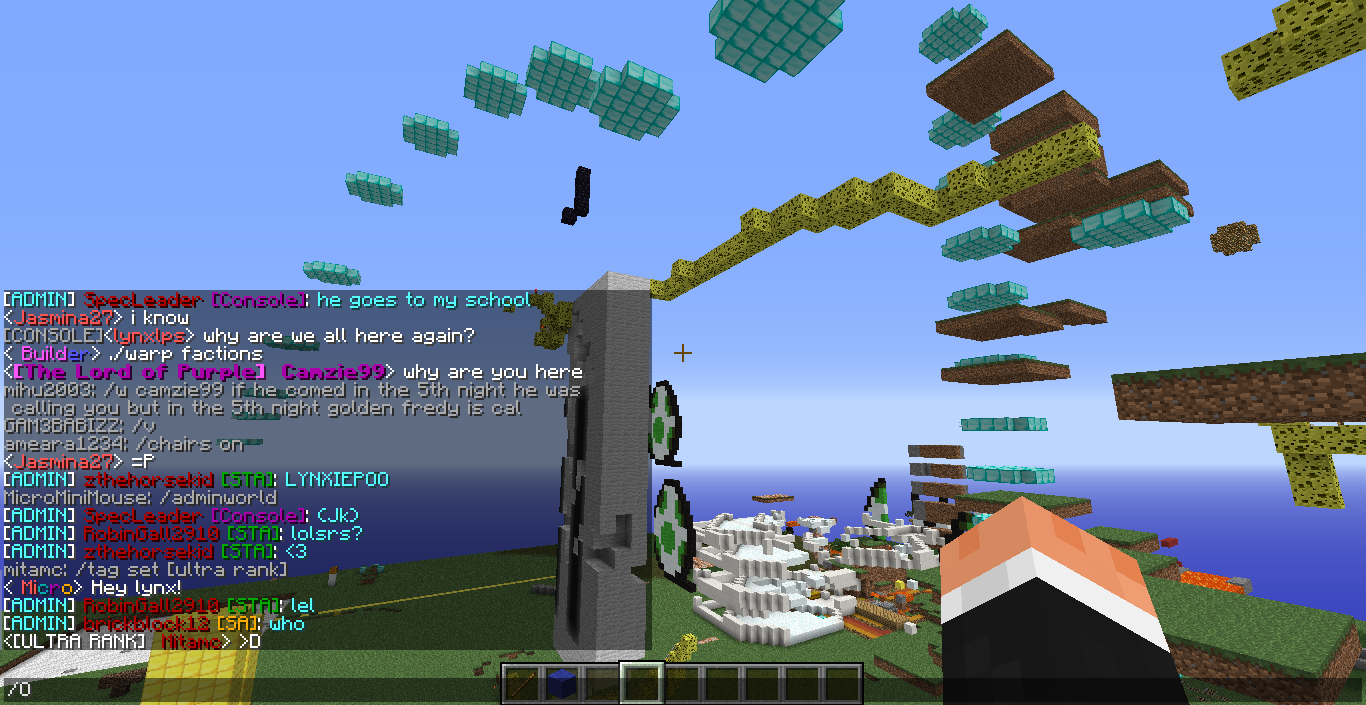 [ADMIN] SpecLeader [Console]: he goes to my school
<Jasmina27> i know
[CONSOLE]<lynxlps> why are we all here again?
< Builder> ./warp factions
<[The Lord of Purple] Camzie99> why are you here
mihu2003: /w camzie99 if he comed in the 5th night he was
calling you but in the 5th night golden fredy is cal
GAM3BABIZZ: /v
ameara1234: /chairs on
<Jasmina27> =P
[ADMIN] zthehorsekid [STA]: LYNXIEPOO
MicroMiniMouse: /adminworld
[ADMIN] SpecLeader [Console]: (Jk)
[ADMIN] RobinGall2910 [STA]: lolsrs?
[ADMIN] zthehorsekid [STA]: <3
mitamc: /tag set [ultra rank]
< Micro> Hey lynx!
[ADMIN] RobinGall2910 [STA]: lel
[ADMIN] brickblock12 [SA]: who
<[ULTRA RANK] Mitamc> >:D
/O